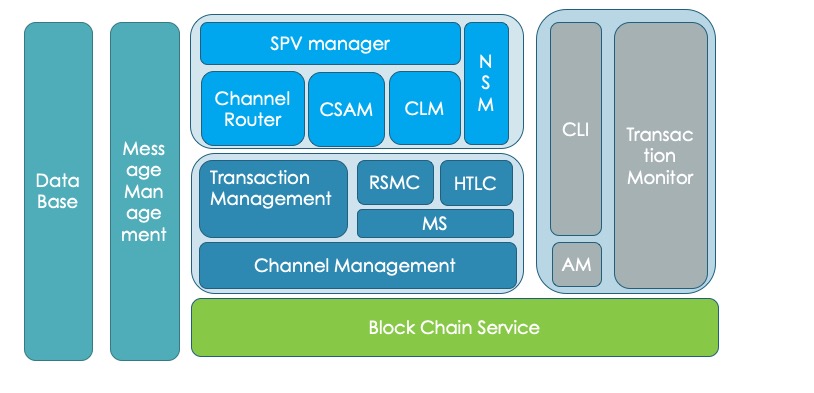 Data
Base
Mess
age
Man
age
ment
SPV manager
N
S
M
Channel
Router
CSAM
CLM
Transaction
Management
RSMC
HTLC
MS
Channel Management
CLI
AM
Transac
tion
Monitor
Block Chain Service